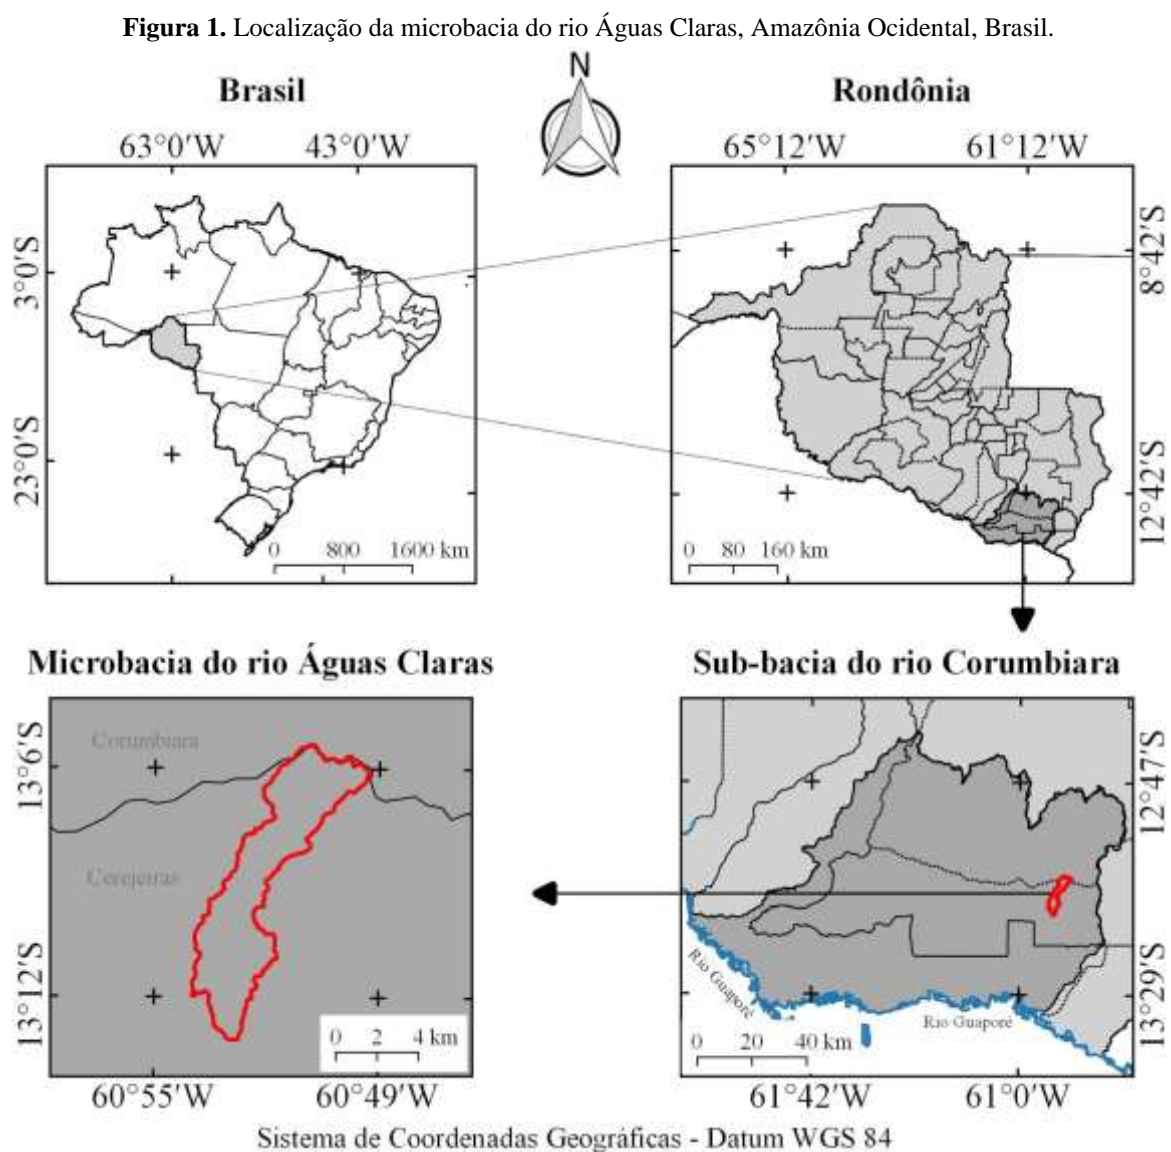 Figura 1. Localização da microbacia do rio Águas Claras, Amazônia Ocidental, Brasil.
N
Brasil
63°0'W 43°0'W
3°0'S
23°0'S
0 800 1600 km
Rondônia
65°12'W 61°12'W
8°42'S
12°42'S
0 80 160 km
Microbacia do rio Águas Claras
Corumbiara
Cerejeiras
13°6'S
13°12'S
0 2 4 km
60°55'W 60°49'W
Sub-bacia do rio Corumbiara
12°47'S
13°29'S
Rio Guaporé
Rio Guaporé
0 20 40 km
61°42'W 61°0'W
Sistema de Coordenadas Geográficas - Datum WGS 84